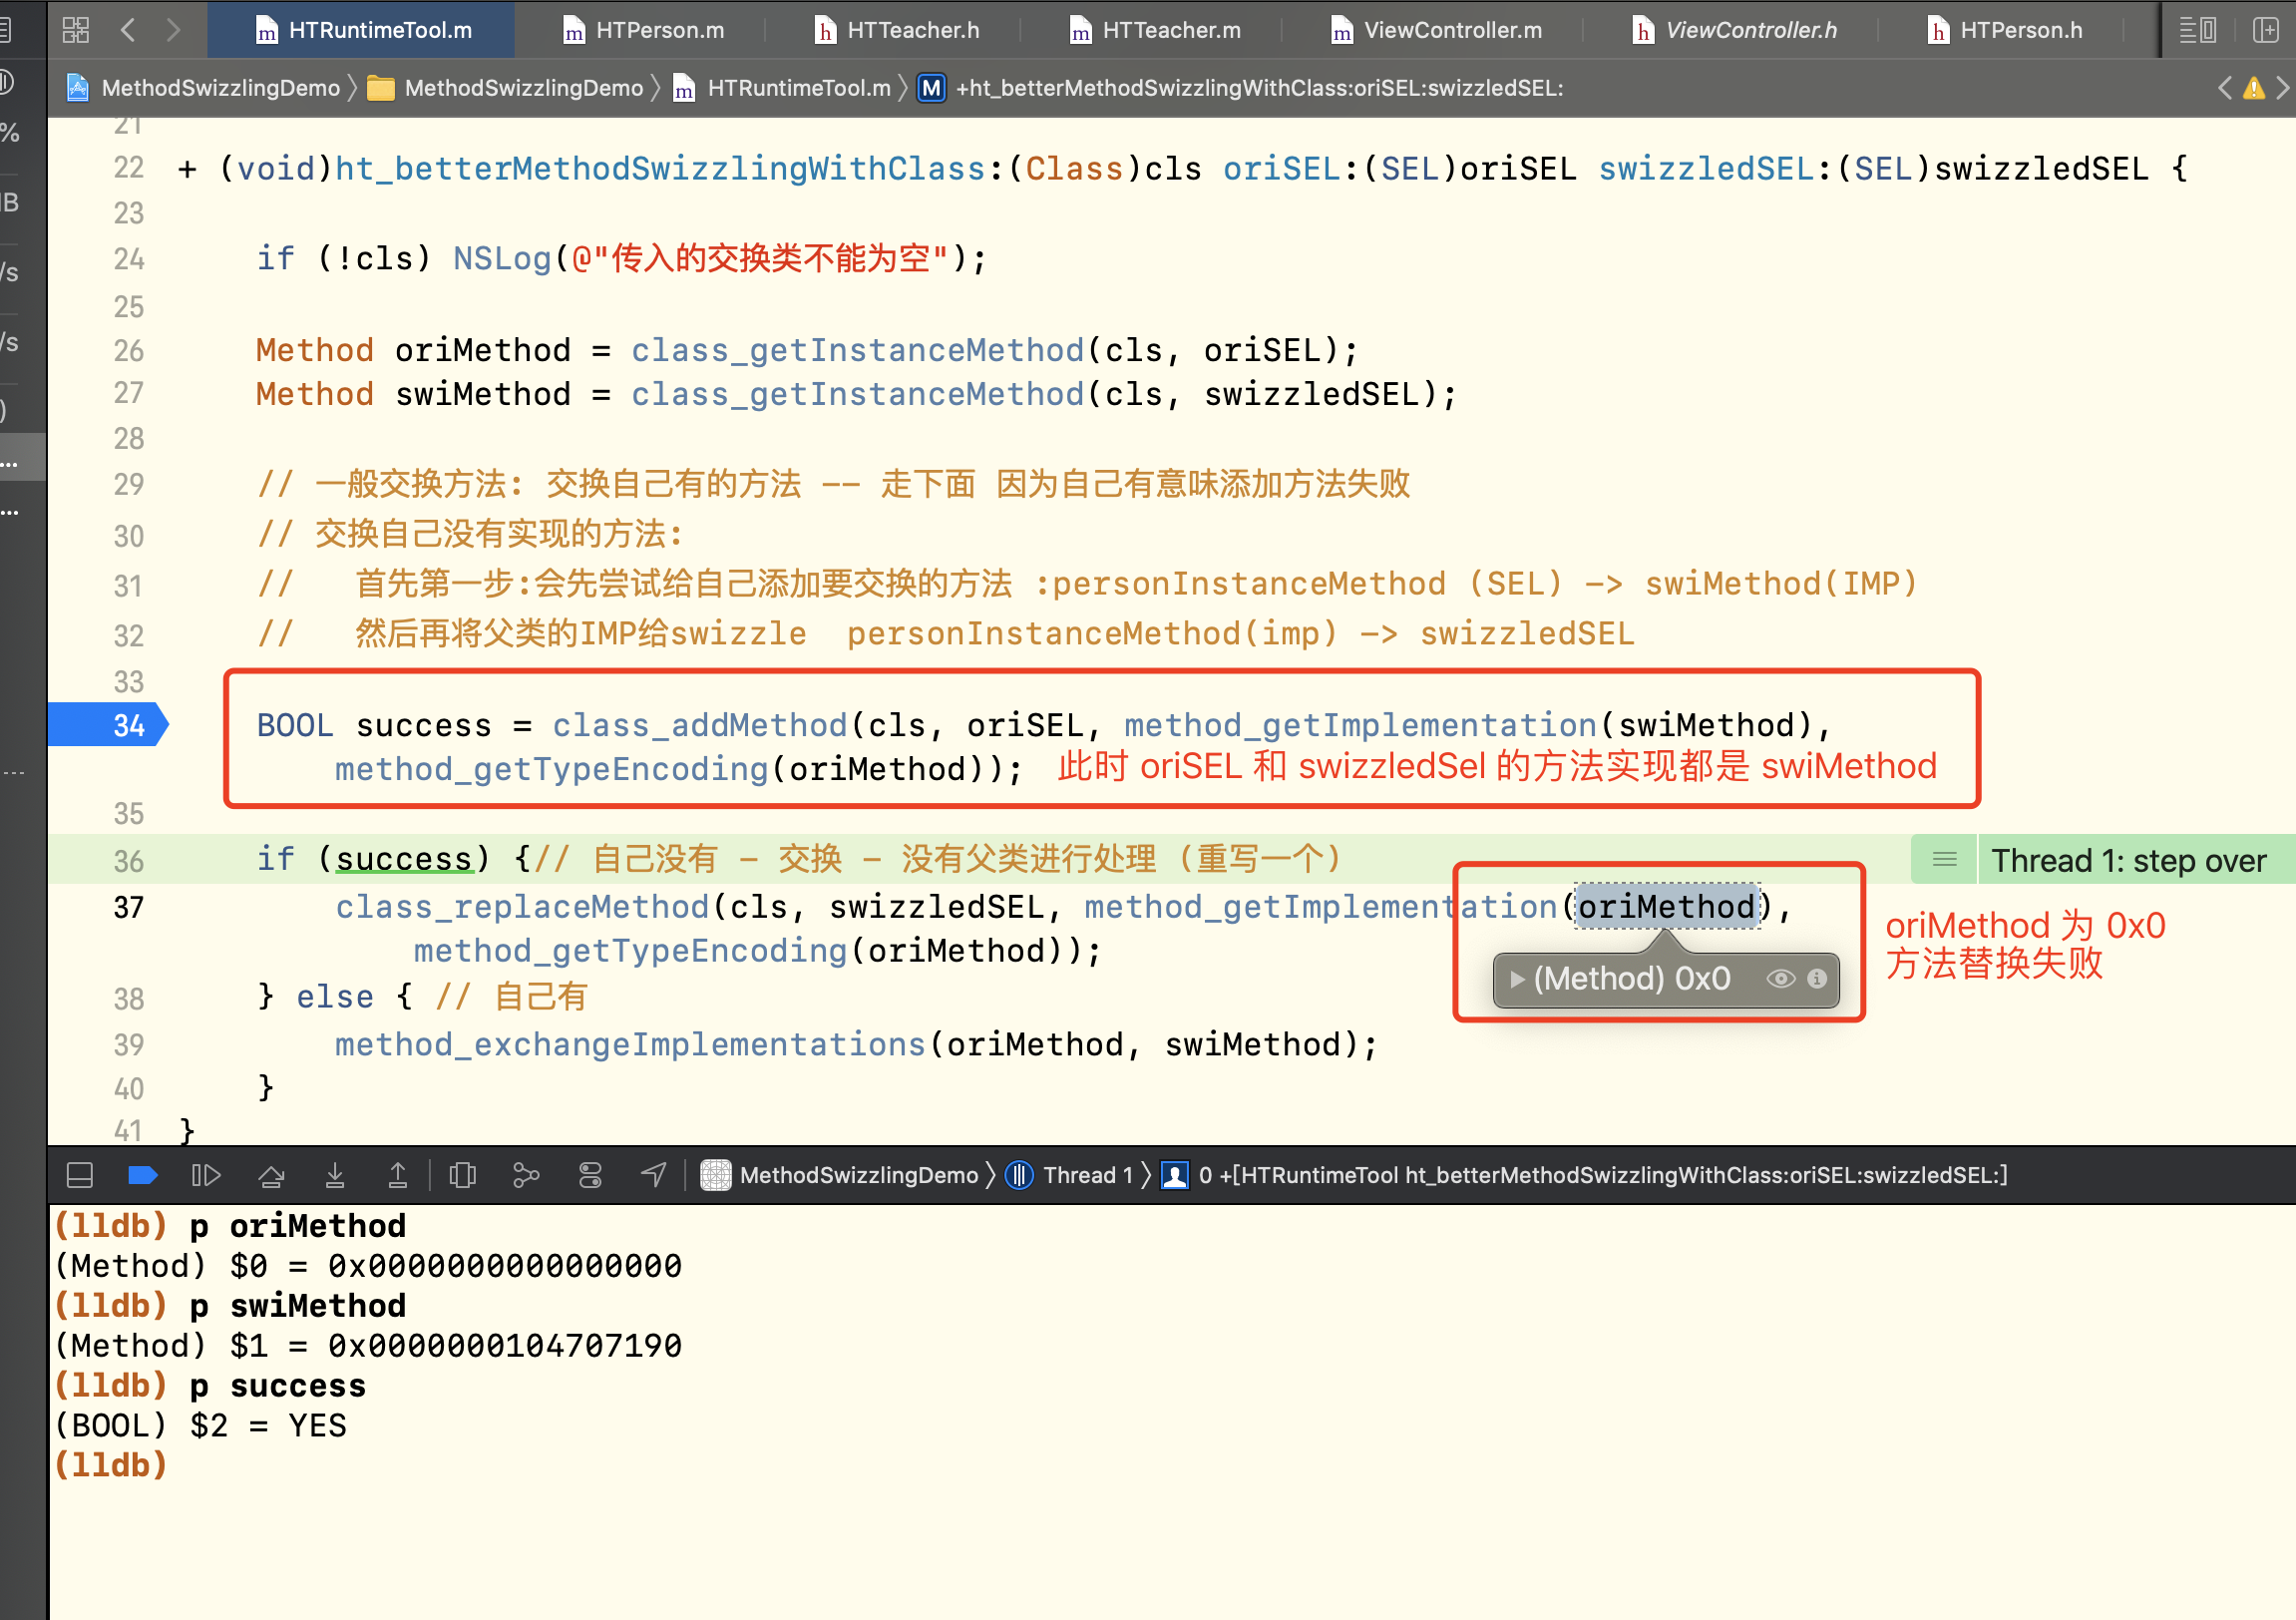 HTRuntimeTool.m
HTPerson.m
HTTeacher.h
HTTeacher.m
ViewController.m
ViewController.h
HTPerson.h
MethodSwizzlingDemo
MethodSwizzlingDemo
HTRuntimeTool.m
M
+ht_betterMethodSwizzlingWithClass:oriSEL:swizzledSEL:
21
22 + (void)ht_betterMethodSwizzlingWithClass:(Class)cls oriSEL:(SEL)oriSEL swizzledSEL:(SEL)swizzledSEL {
23
24 if (!cls) NSLog(@"传入的交换类不能为空");
25
26 Method oriMethod = class_getInstanceMethod(cls, oriSEL);
27 Method swiMethod = class_getInstanceMethod(cls, swizzledSEL);
28
29 // 一般交换方法: 交换自己有的方法 -- 走下面 因为自己有意味添加方法失败
30 // 交换自己没有实现的方法:
31 //   首先第一步:会先尝试给自己添加要交换的方法 :personInstanceMethod (SEL) -> swiMethod(IMP)
32 //   然后再将父类的IMP给swizzle  personInstanceMethod(imp) -> swizzledSEL
33
34 BOOL success = class_addMethod(cls, oriSEL, method_getImplementation(swiMethod),
method_getTypeEncoding(oriMethod)); 此时 oriSEL 和 swizzledSel 的方法实现都是 swiMethod
35
36 if (success) {// 自己没有 - 交换 - 没有父类进行处理 (重写一个)
Thread 1: step over
37 class_replaceMethod(cls, swizzledSEL, method_getImplementation(oriMethod),
method_getTypeEncoding(oriMethod));
(Method) 0x0
oriMethod 为 0x0
方法替换失败
38 } else { // 自己有
39 method_exchangeImplementations(oriMethod, swiMethod);
40 }
41 }
MethodSwizzlingDemo
Thread 1
0 +[HTRuntimeTool ht_betterMethodSwizzlingWithClass:oriSEL:swizzledSEL:]
(lldb) p oriMethod
(Method) $0 = 0x0000000000000000
(lldb) p swiMethod
(Method) $1 = 0x0000000104707190
(lldb) p success
(BOOL) $2 = YES
(lldb)